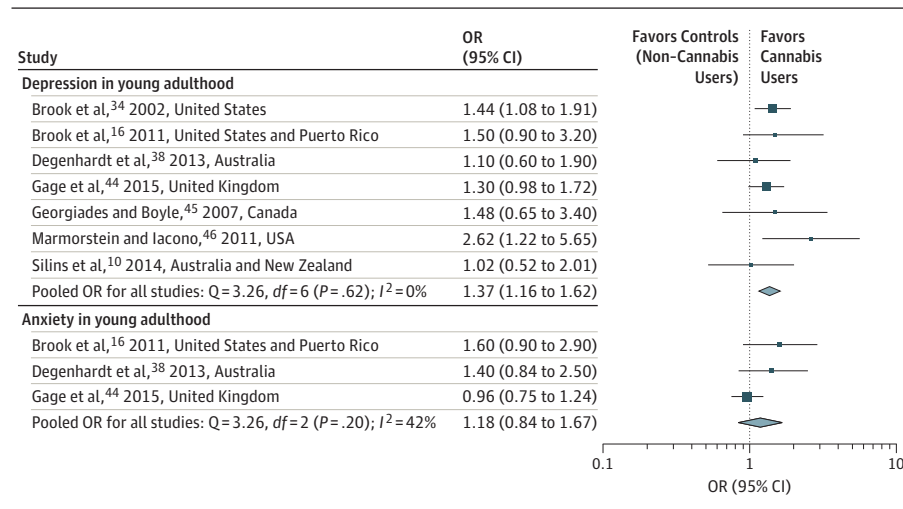 Study OR (95% CI) Favors Controls (Non-Cannabis Users) Favors Cannabis Users
Depression in young adulthood
Brook et al,34 2002, United States 1.44 (1.08 to 1.91)
Brook et al,16 2011, United States and Puerto Rico 1.50 (0.90 to 3.20)
Degenhardt et al,38 2013, Australia 1.10 (0.60 to 1.90)
Gage et al,44 2015, United Kingdom 1.30 (0.98 to 1.72)
Georgiades and Boyle,45 2007, Canada 1.48 (0.65 to 3.40)
Marmorstein and Iacono,46 2011, USA 2.62 (1.22 to 5.65)
Silins et al,10 2014, Australia and New Zealand 1.02 (0.52 to 2.01)
Pooled OR for all studies: Q=3.26, df=6 (P=.62); I2=0% 1.37 (1.16 to 1.62)
Anxiety in young adulthood
Brook et al,16 2011, United States and Puerto Rico 1.60 (0.90 to 2.90)
Degenhardt et al,38 2013, Australia 1.40 (0.84 to 2.50)
Gage et al,44 2015, United Kingdom 0.96 (0.75 to 1.24)
Pooled OR for all studies: Q=3.26, df=2 (P=.20); I2=42% 1.18 (0.84 to 1.67)
0.1 1 10
OR (95% CI)